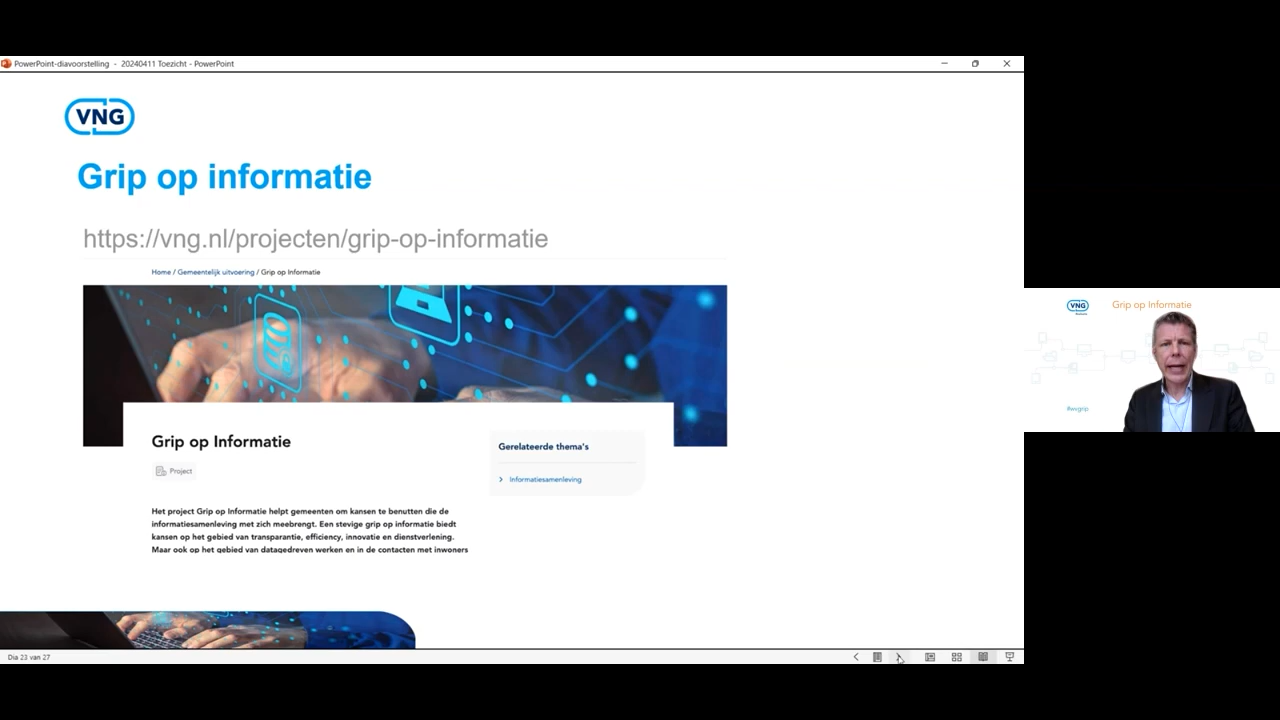 PowerPoint-diavoorstelling - 20240411 Toezicht - PowerPoint
VNG
Grip op informatie
https://vng.nl/projecten/grip-op-informatie
Home / Gemeentelijk uitvoering / Grip op Informatie
Grip op Informatie
Project
Het project Grip op Informatie helpt gemeenten om kansen te benutten die de
informatiesamenleving met zich meebrengt. Een stevige grip op informatie biedt
kansen op het gebied van transparantie, efficiency, innovatie en dienstverlening.
Maar ook op het gebied van datagedreven werken en in de contacten met inwoners
Gerelateerde thema's
Informatiesamenleving
Dia 23 van 27
VNG
Grip op Informatie